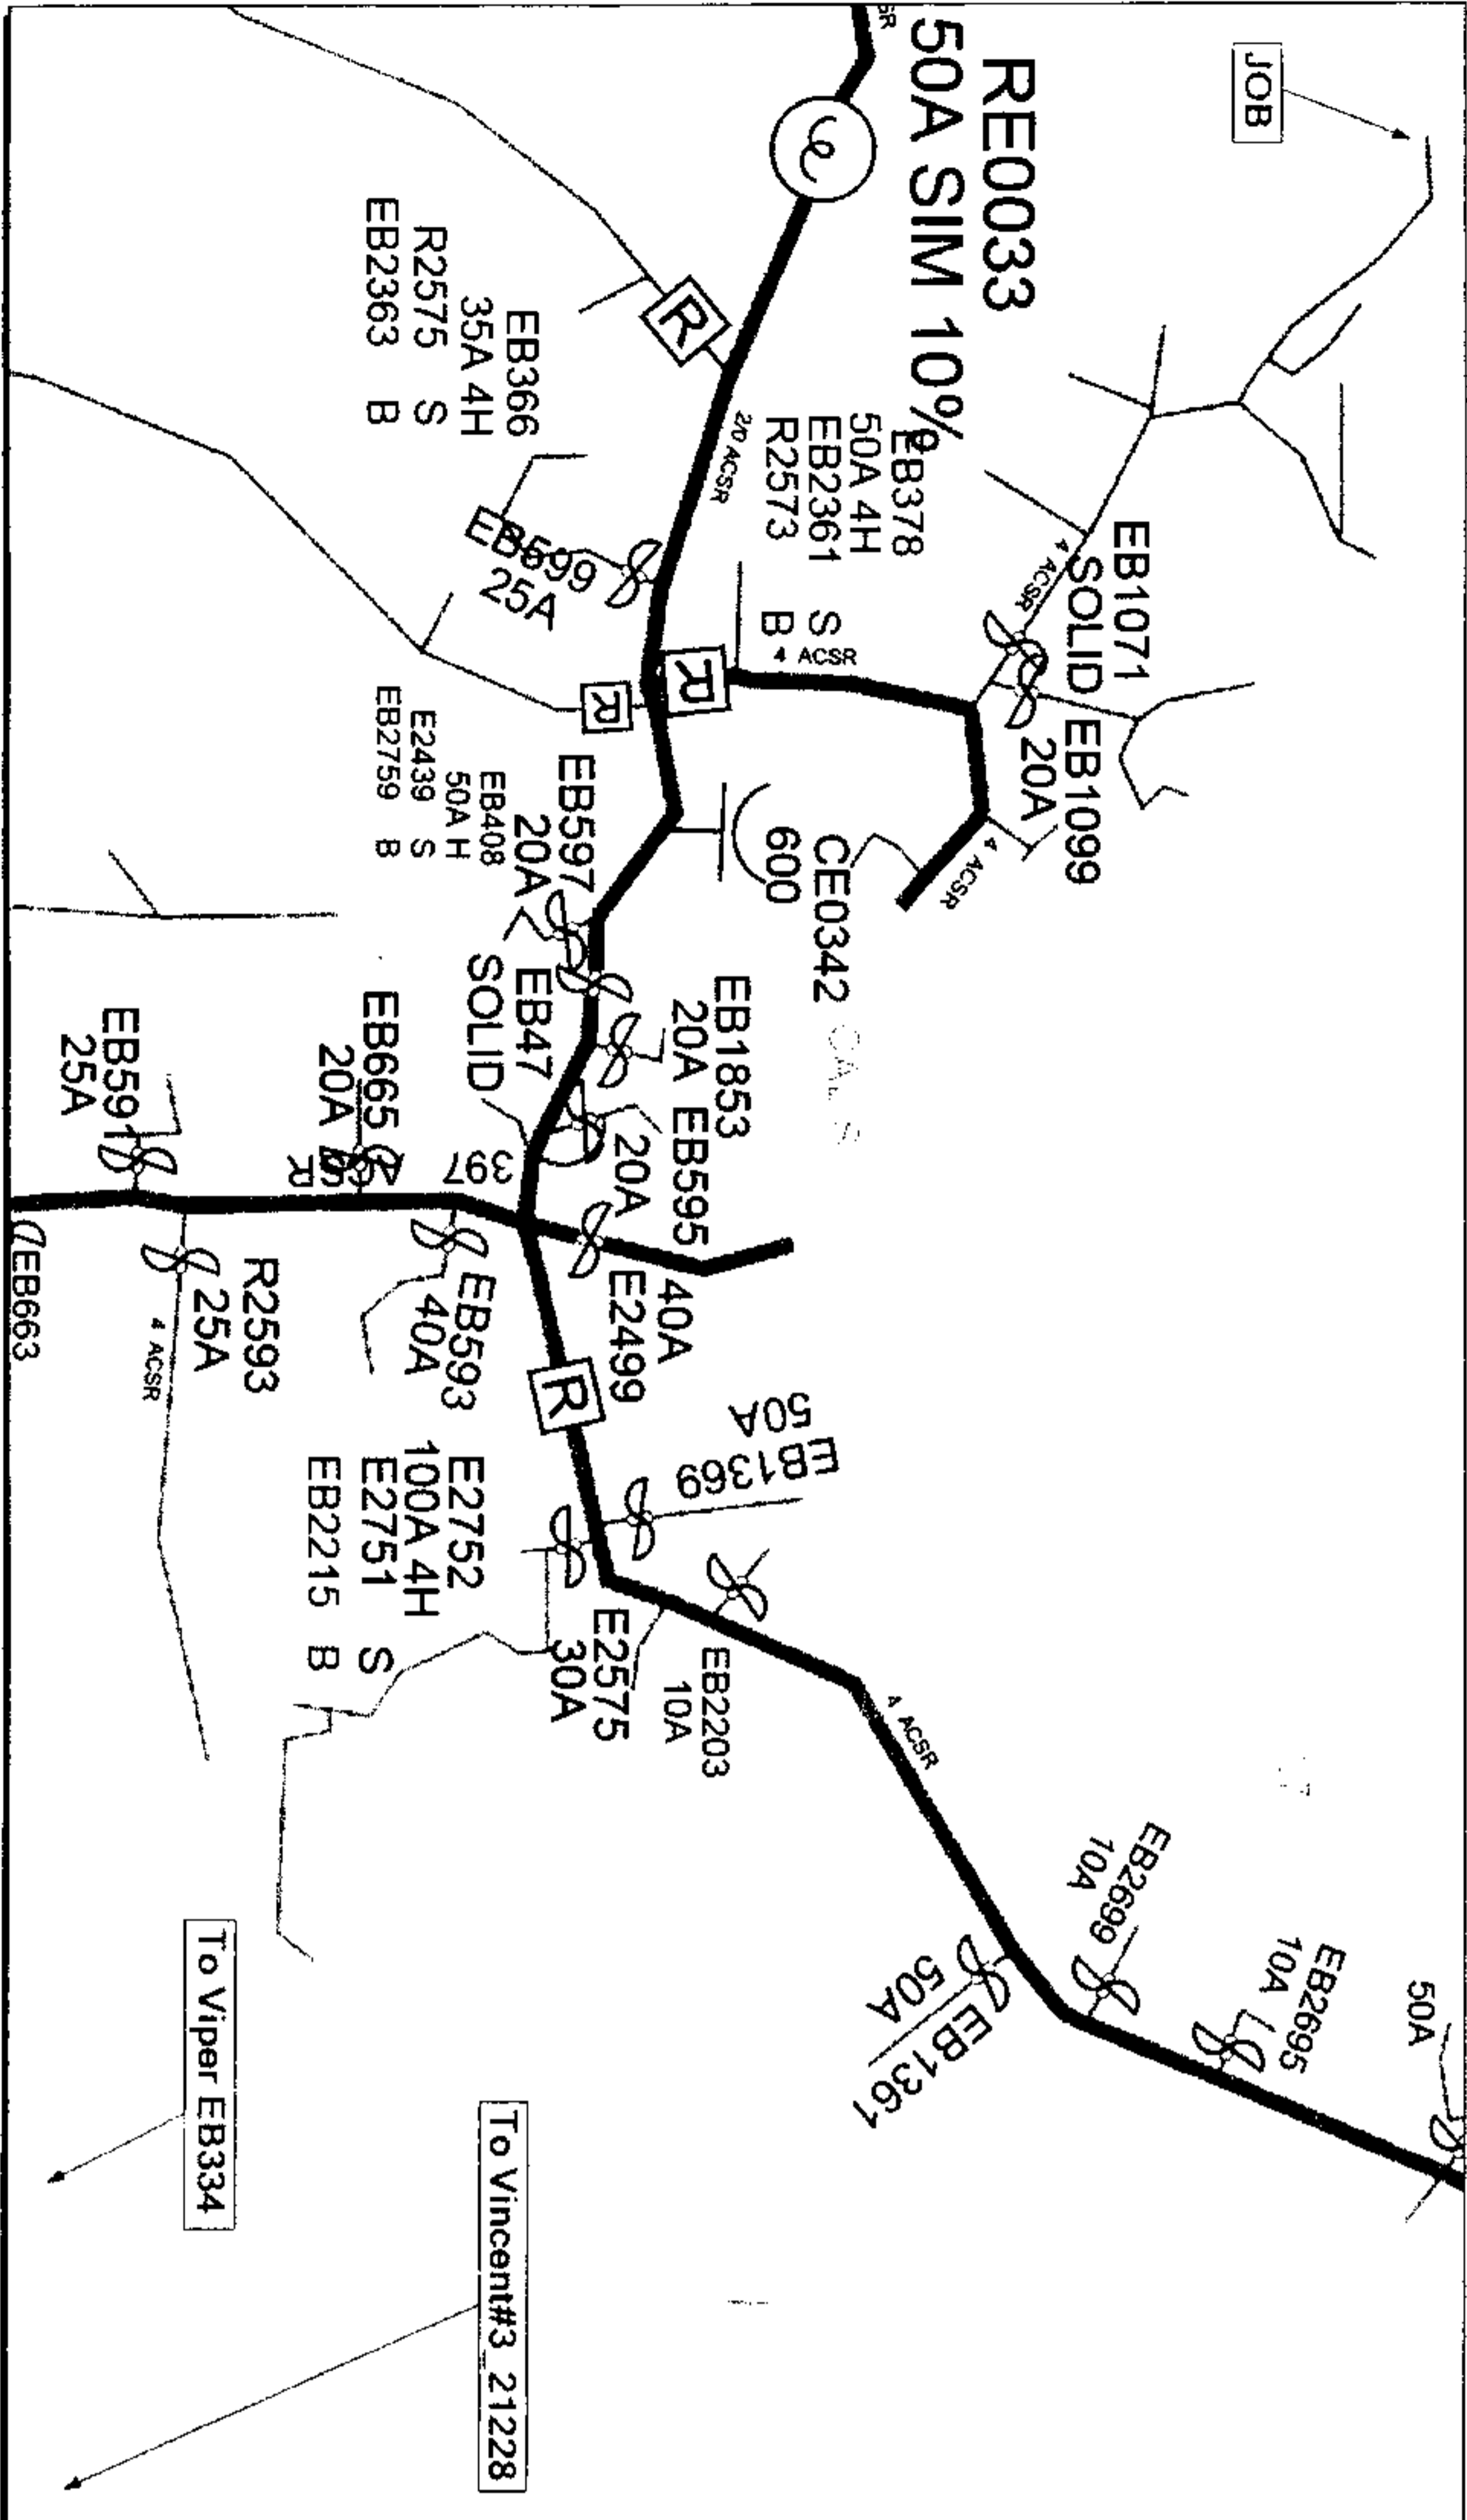 JOB
RE0033
50A SIM 10%
EB378
50A 4H
EB2361 S
R2573 B
2/0 ACSR
EB366
35A 4H
R2575 S
EB2363 B
EB599
25A
EB1071
SOLID
4 ACSR
EB1099
20A
4 ACSR
4 ACSR
CE0342
600
EB408
50A H
E2439 S
EB2759 B
EB597
20A
EB47
SOLID
EB1853
20A
EB595
20A
EB665
20A
397
ACSR
EB591
25A
EB663
R2593
25A
4 ACSR
EB593
40A
40A
E2499
E2752
100A 4H
E2751 S
EB2215 B
EB1369
50A
E2575
30A
EB2203
10A
4 ACSR
EB2699
10A
EB1361
50A
EB2695
10A
50A
To Viper EB334
To Vincent#3_21228